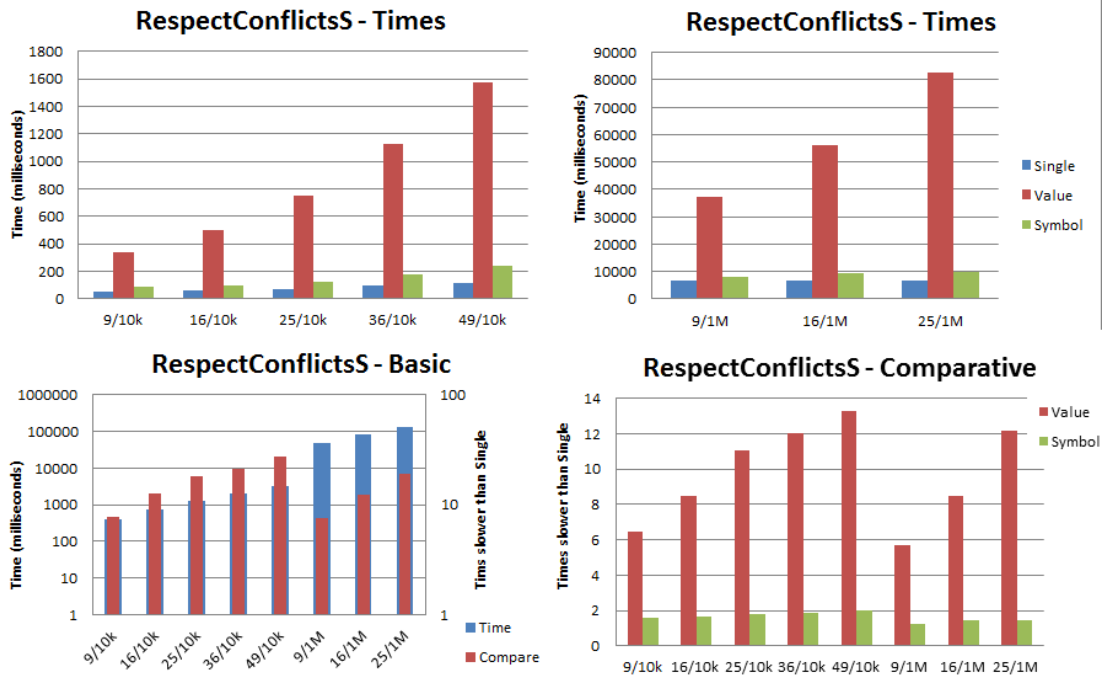 RespectConflictsS - Times
Time (milliseconds)
1800
1600
1400
1200
1000
800
600
400
200
0
9/10k
16/10k
25/10k
36/10k
49/10k
RespectConflictsS - Times
Time (milliseconds)
90000
80000
70000
60000
50000
40000
30000
20000
10000
0
9/1M
16/1M
25/1M
Single
Value
Symbol
RespectConflictsS - Basic
Time (milliseconds)
1000000
100000
10000
1000
100
10
1
100
10
1
Tims slower than Single
9/10k
16/10k
25/10k
36/10k
49/10k
9/1M
16/1M
25/1M
Time
Compare
RespectConflictsS - Comparative
Times slower than Single
14
12
10
8
6
4
2
0
9/10k
16/10k
25/10k
36/10k
49/10k
9/1M
16/1M
25/1M
Value
Symbol